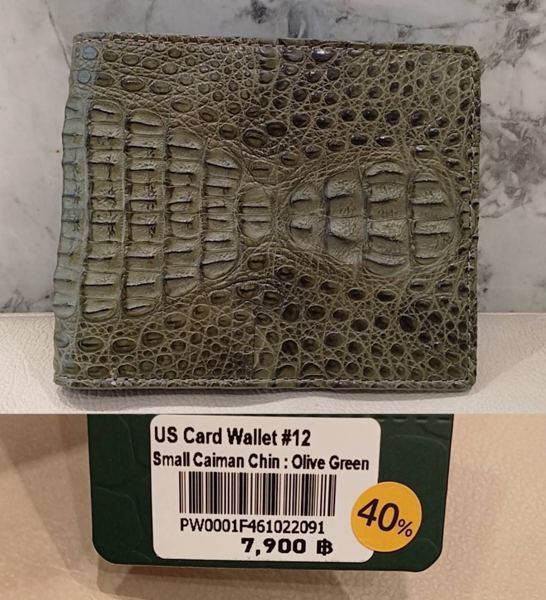 US Card Wallet #12
Small Caiman Chin : Olive Green
PW0001F461022091
7,900 ฿
40%